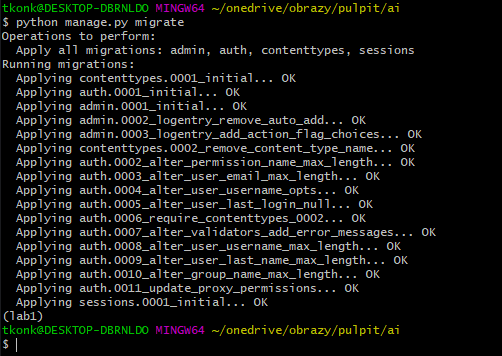 tkonk@DESKTOP-DBRNLDO MINGW64 ~/onedrive/obrazy/pulpit/ai
$ python manage.py migrate
Operations to perform:
  Apply all migrations: admin, auth, contenttypes, sessions
Running migrations:
  Applying contenttypes.0001_initial... OK
  Applying auth.0001_initial... OK
  Applying admin.0001_initial... OK
  Applying admin.0002_logentry_remove_auto_add... OK
  Applying admin.0003_logentry_add_action_flag_choices... OK
  Applying contenttypes.0002_remove_content_type_name... OK
  Applying auth.0002_alter_permission_name_max_length... OK
  Applying auth.0003_alter_user_email_max_length... OK
  Applying auth.0004_alter_user_username_opts... OK
  Applying auth.0005_alter_user_last_login_null... OK
  Applying auth.0006_require_contenttypes_0002... OK
  Applying auth.0007_alter_validators_add_error_messages... OK
  Applying auth.0008_alter_user_username_max_length... OK
  Applying auth.0009_alter_user_last_name_max_length... OK
  Applying auth.0010_alter_group_name_max_length... OK
  Applying auth.0011_update_proxy_permissions... OK
  Applying sessions.0001_initial... OK
(lab1)
tkonk@DESKTOP-DBRNLDO MINGW64 ~/onedrive/obrazy/pulpit/ai
$